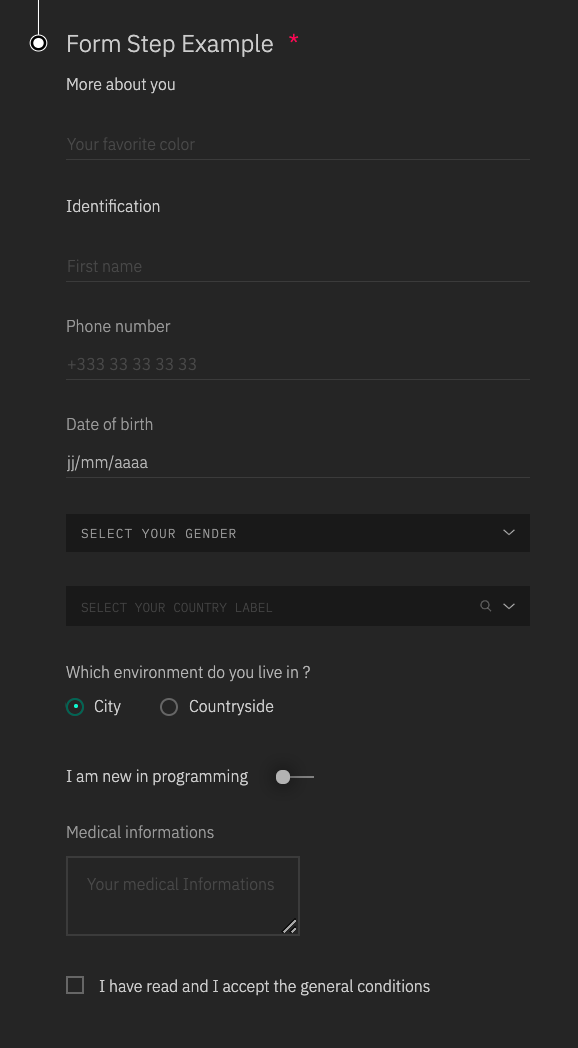 Form Step Example *
More about you
Your favorite color
Identification
First name
Phone number
+333 33 33 33 33
Date of birth
jj/mm/aaaa
SELECT YOUR GENDER
SELECT YOUR COUNTRY LABEL
Which environment do you live in ?
City Countryside
I am new in programming
Medical informations
Your medical Informations
I have read and I accept the general conditions